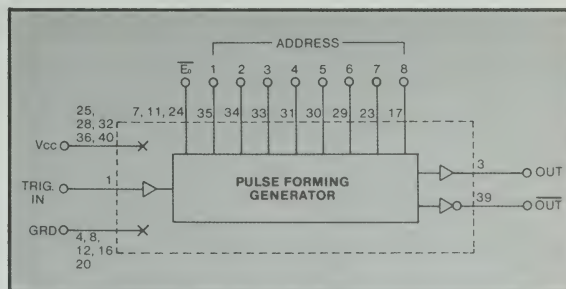 ADDRESS
E̅₀ 1 2 3 4 5 6 7 8
7, 11, 24 35 34 33 31 30 29 23 17
25,
28, 32
36, 40
Vcc
TRIG.
IN
1
PULSE FORMING
GENERATOR
3 OUT
39 O̅U̅T̅
GRD
4, 8,
12, 16
20